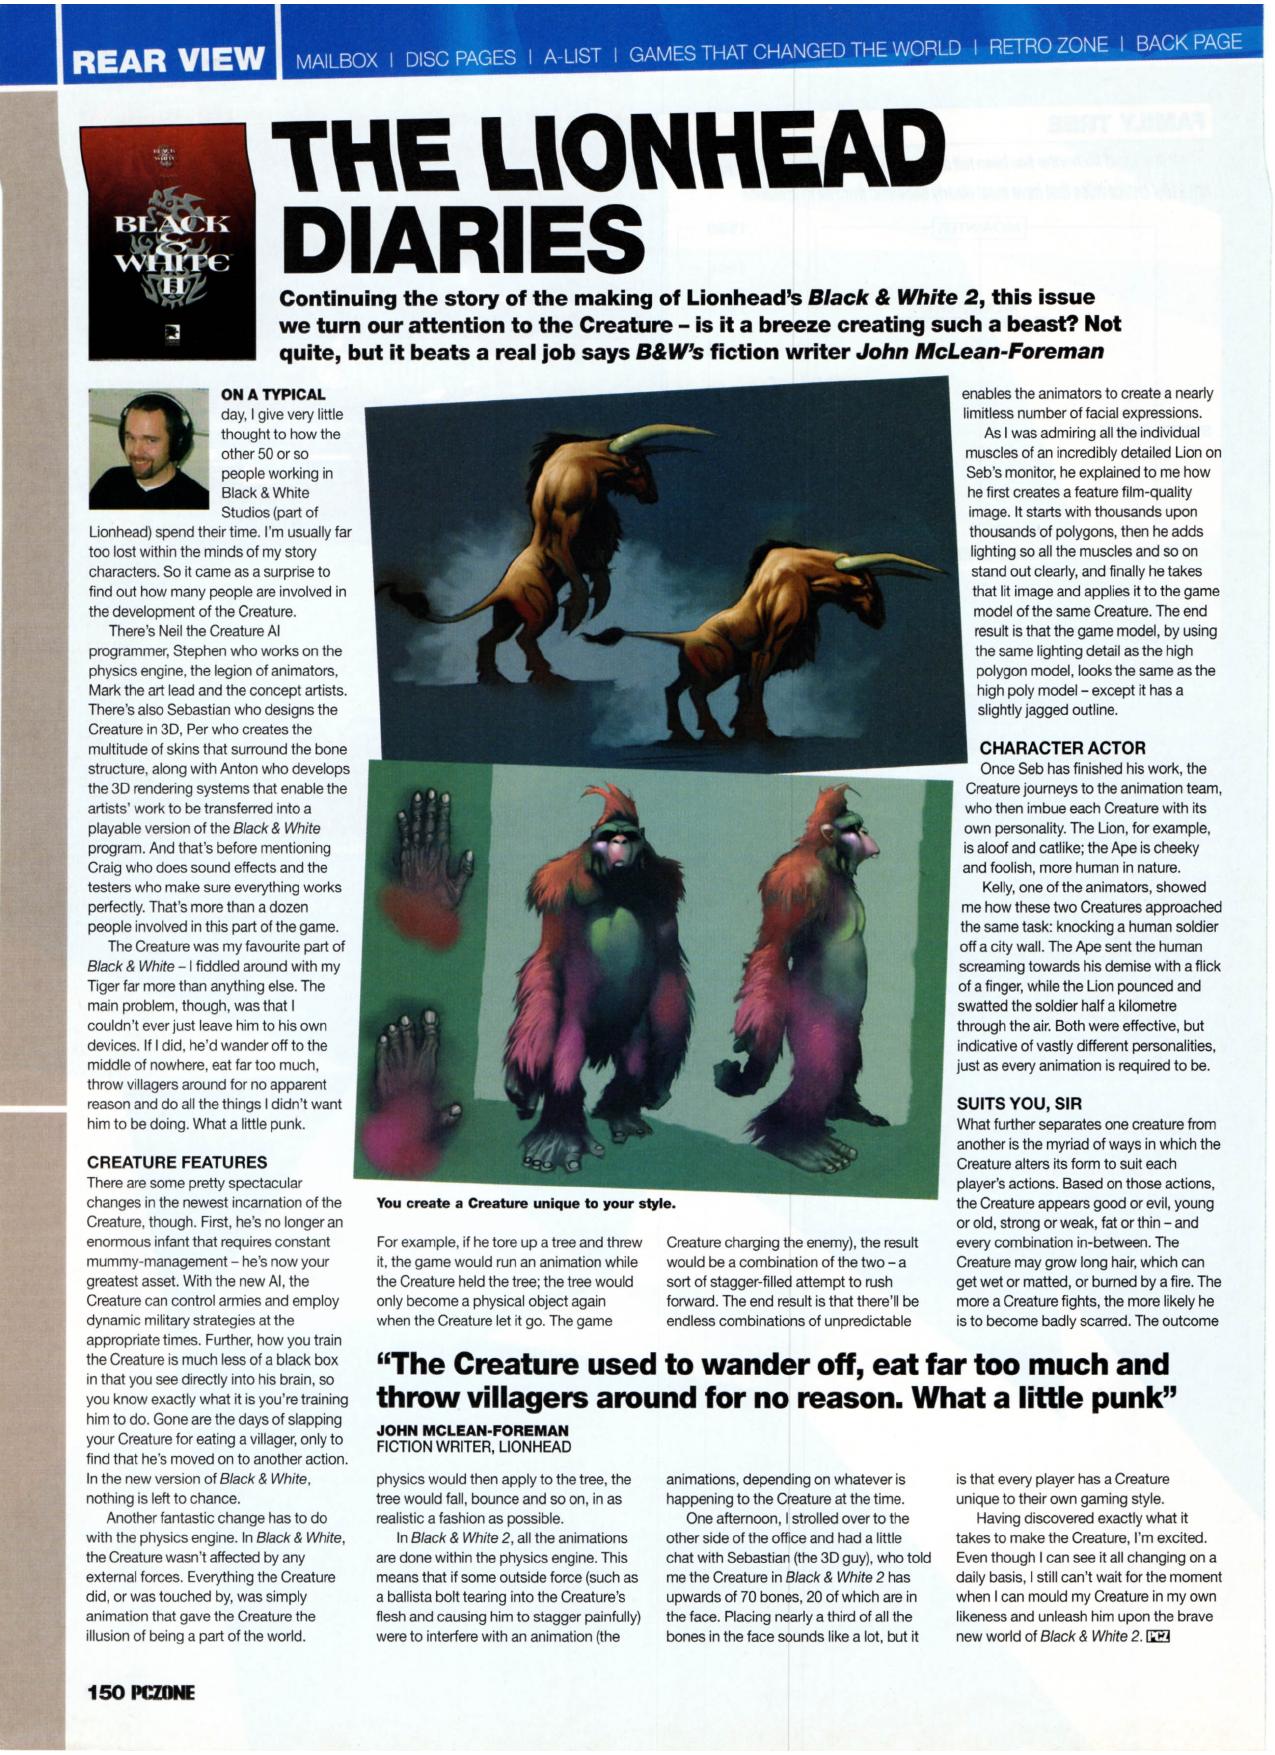 REAR VIEW
MAILBOX | DISC PAGES | A-LIST | GAMES THAT CHANGED THE WORLD | RETRO ZONE | BACK PAGE
BLACK
&
WHITE
II
THE LIONHEAD
DIARIES
Continuing the story of the making of Lionhead's Black & White 2, this issue
we turn our attention to the Creature – is it a breeze creating such a beast? Not
quite, but it beats a real job says B&W's fiction writer John McLean-Foreman
ON A TYPICAL
day, I give very little
thought to how the
other 50 or so
people working in
Black & White
Studios (part of
Lionhead) spend their time. I'm usually far
too lost within the minds of my story
characters. So it came as a surprise to
find out how many people are involved in
the development of the Creature.
There's Neil the Creature AI
programmer, Stephen who works on the
physics engine, the legion of animators,
Mark the art lead and the concept artists.
There's also Sebastian who designs the
Creature in 3D, Per who creates the
multitude of skins that surround the bone
structure, along with Anton who develops
the 3D rendering systems that enable the
artists' work to be transferred into a
playable version of the Black & White
program. And that's before mentioning
Craig who does sound effects and the
testers who make sure everything works
perfectly. That's more than a dozen
people involved in this part of the game.
The Creature was my favourite part of
Black & White – I fiddled around with my
Tiger far more than anything else. The
main problem, though, was that I
couldn't ever just leave him to his own
devices. If I did, he'd wander off to the
middle of nowhere, eat far too much,
throw villagers around for no apparent
reason and do all the things I didn't want
him to be doing. What a little punk.
CREATURE FEATURES
There are some pretty spectacular
changes in the newest incarnation of the
Creature, though. First, he's no longer an
enormous infant that requires constant
mummy-management – he's now your
greatest asset. With the new AI, the
Creature can control armies and employ
dynamic military strategies at the
appropriate times. Further, how you train
the Creature is much less of a black box
in that you see directly into his brain, so
you know exactly what it is you're training
him to do. Gone are the days of slapping
your Creature for eating a villager, only to
find that he's moved on to another action.
In the new version of Black & White,
nothing is left to chance.
Another fantastic change has to do
with the physics engine. In Black & White,
the Creature wasn't affected by any
external forces. Everything the Creature
did, or was touched by, was simply
animation that gave the Creature the
illusion of being a part of the world.
You create a Creature unique to your style.
For example, if he tore up a tree and threw
it, the game would run an animation while
the Creature held the tree; the tree would
only become a physical object again
when the Creature let it go. The game
physics would then apply to the tree, the
tree would fall, bounce and so on, in as
realistic a fashion as possible.
In Black & White 2, all the animations
are done within the physics engine. This
means that if some outside force (such as
a ballista bolt tearing into the Creature's
flesh and causing him to stagger painfully)
were to interfere with an animation (the
Creature charging the enemy), the result
would be a combination of the two – a
sort of stagger-filled attempt to rush
forward. The end result is that there'll be
endless combinations of unpredictable
animations, depending on whatever is
happening to the Creature at the time.
One afternoon, I strolled over to the
other side of the office and had a little
chat with Sebastian (the 3D guy), who told
me the Creature in Black & White 2 has
upwards of 70 bones, 20 of which are in
the face. Placing nearly a third of all the
bones in the face sounds like a lot, but it
"The Creature used to wander off, eat far too much and
throw villagers around for no reason. What a little punk"
JOHN MCLEAN-FOREMAN
FICTION WRITER, LIONHEAD
enables the animators to create a nearly
limitless number of facial expressions.
As I was admiring all the individual
muscles of an incredibly detailed Lion on
Seb's monitor, he explained to me how
he first creates a feature film-quality
image. It starts with thousands upon
thousands of polygons, then he adds
lighting so all the muscles and so on
stand out clearly, and finally he takes
that lit image and applies it to the game
model of the same Creature. The end
result is that the game model, by using
the same lighting detail as the high
polygon model, looks the same as the
high poly model – except it has a
slightly jagged outline.
CHARACTER ACTOR
Once Seb has finished his work, the
Creature journeys to the animation team,
who then imbue each Creature with its
own personality. The Lion, for example,
is aloof and catlike; the Ape is cheeky
and foolish, more human in nature.
Kelly, one of the animators, showed
me how these two Creatures approached
the same task: knocking a human soldier
off a city wall. The Ape sent the human
screaming towards his demise with a flick
of a finger, while the Lion pounced and
swatted the soldier half a kilometre
through the air. Both were effective, but
indicative of vastly different personalities,
just as every animation is required to be.
SUITS YOU, SIR
What further separates one creature from
another is the myriad of ways in which the
Creature alters its form to suit each
player's actions. Based on those actions,
the Creature appears good or evil, young
or old, strong or weak, fat or thin – and
every combination in-between. The
Creature may grow long hair, which can
get wet or matted, or burned by a fire. The
more a Creature fights, the more likely he
is to become badly scarred. The outcome
is that every player has a Creature
unique to their own gaming style.
Having discovered exactly what it
takes to make the Creature, I'm excited.
Even though I can see it all changing on a
daily basis, I still can't wait for the moment
when I can mould my Creature in my own
likeness and unleash him upon the brave
new world of Black & White 2. PCZ
150 PCZONE